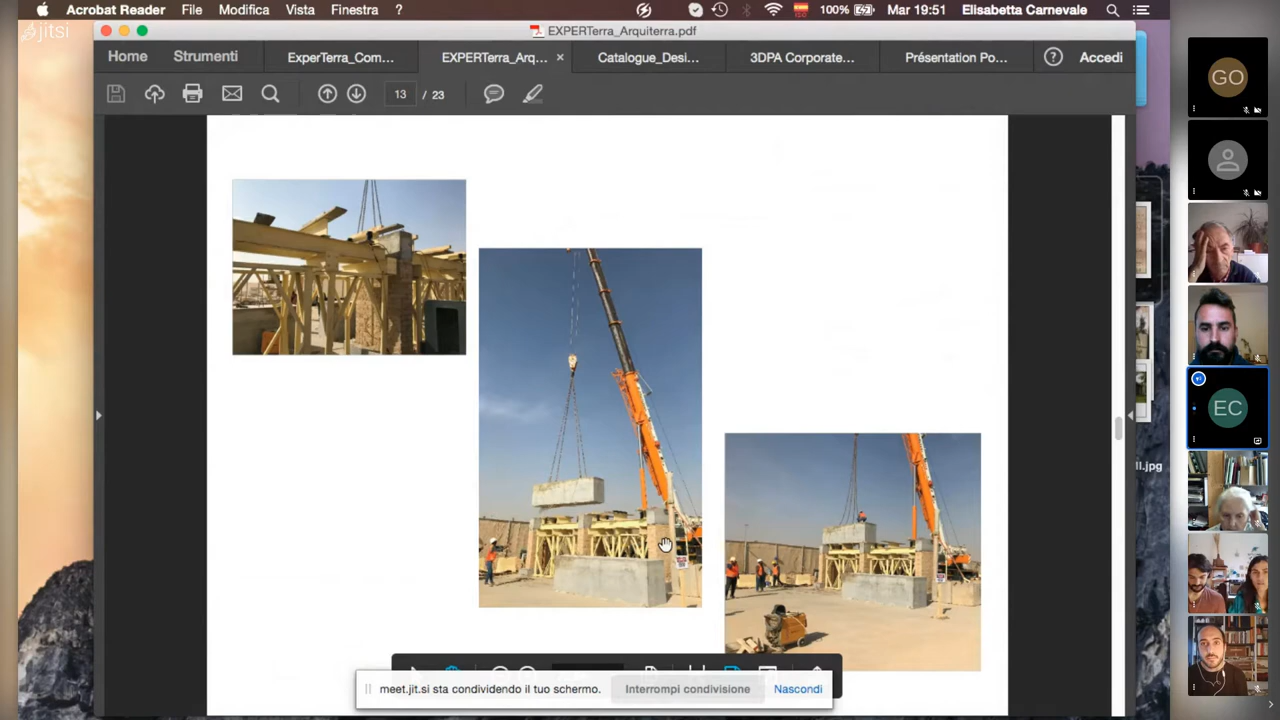 Acrobat Reader File Modifica Vista Finestra ? 100% Mar 19:51 Elisabetta Carnevale
jitsi
EXPERTerra_Arquiterra.pdf
Home Strumenti ExperTerra_Com... EXPERTerra_Arq... × Catalogue_Desi... 3DPA Corporate... Présentation Po... ? Accedi
13 / 23
GO
EC
ll.jpg
meet.jit.si sta condividendo il tuo schermo. Interrompi condivisione Nascondi